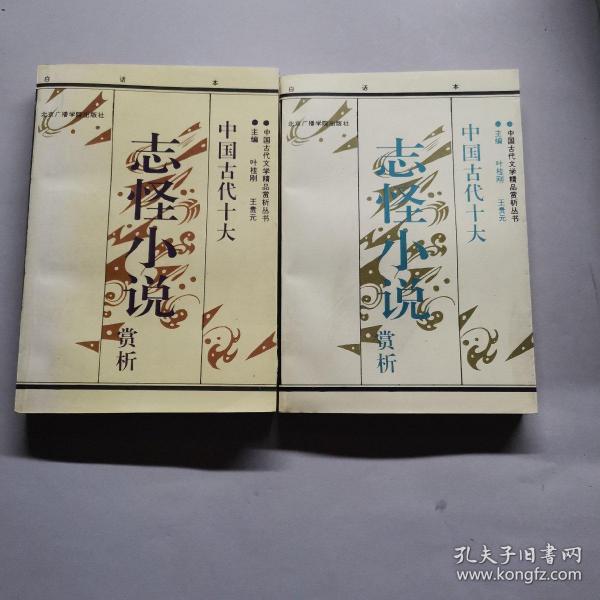 白话本
北京广播学院出版社
●中国古代文学精品赏析丛书
●主编 叶桂刚 王贵元
中国古代十大
志怪小说
赏析
白话本
北京广播学院出版社
●中国古代文学精品赏析丛书
●主编 叶桂刚 王贵元
中国古代十大
志怪小说
赏析
孔夫子旧书网
www.kongfz.com